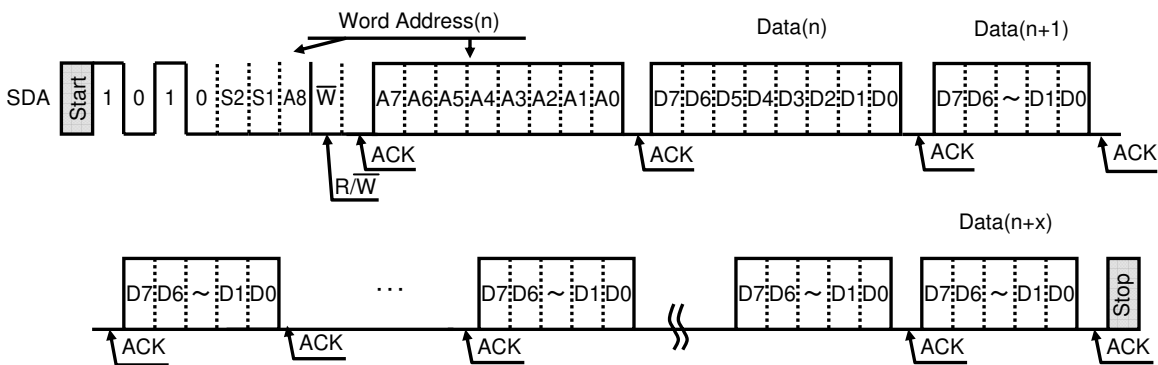 Word Address(n)
Data(n)
Data(n+1)
SDA Start 1 0 1 0 S2 S1 A8 W̅ A7 A6 A5 A4 A3 A2 A1 A0 D7 D6 D5 D4 D3 D2 D1 D0 D7 D6 ~ D1 D0
ACK ACK ACK ACK
R/W̅
Data(n+x)
D7 D6 ~ D1 D0 ... D7 D6 ~ D1 D0 D7 D6 ~ D1 D0 D7 D6 ~ D1 D0 Stop
ACK ACK ACK ACK ACK